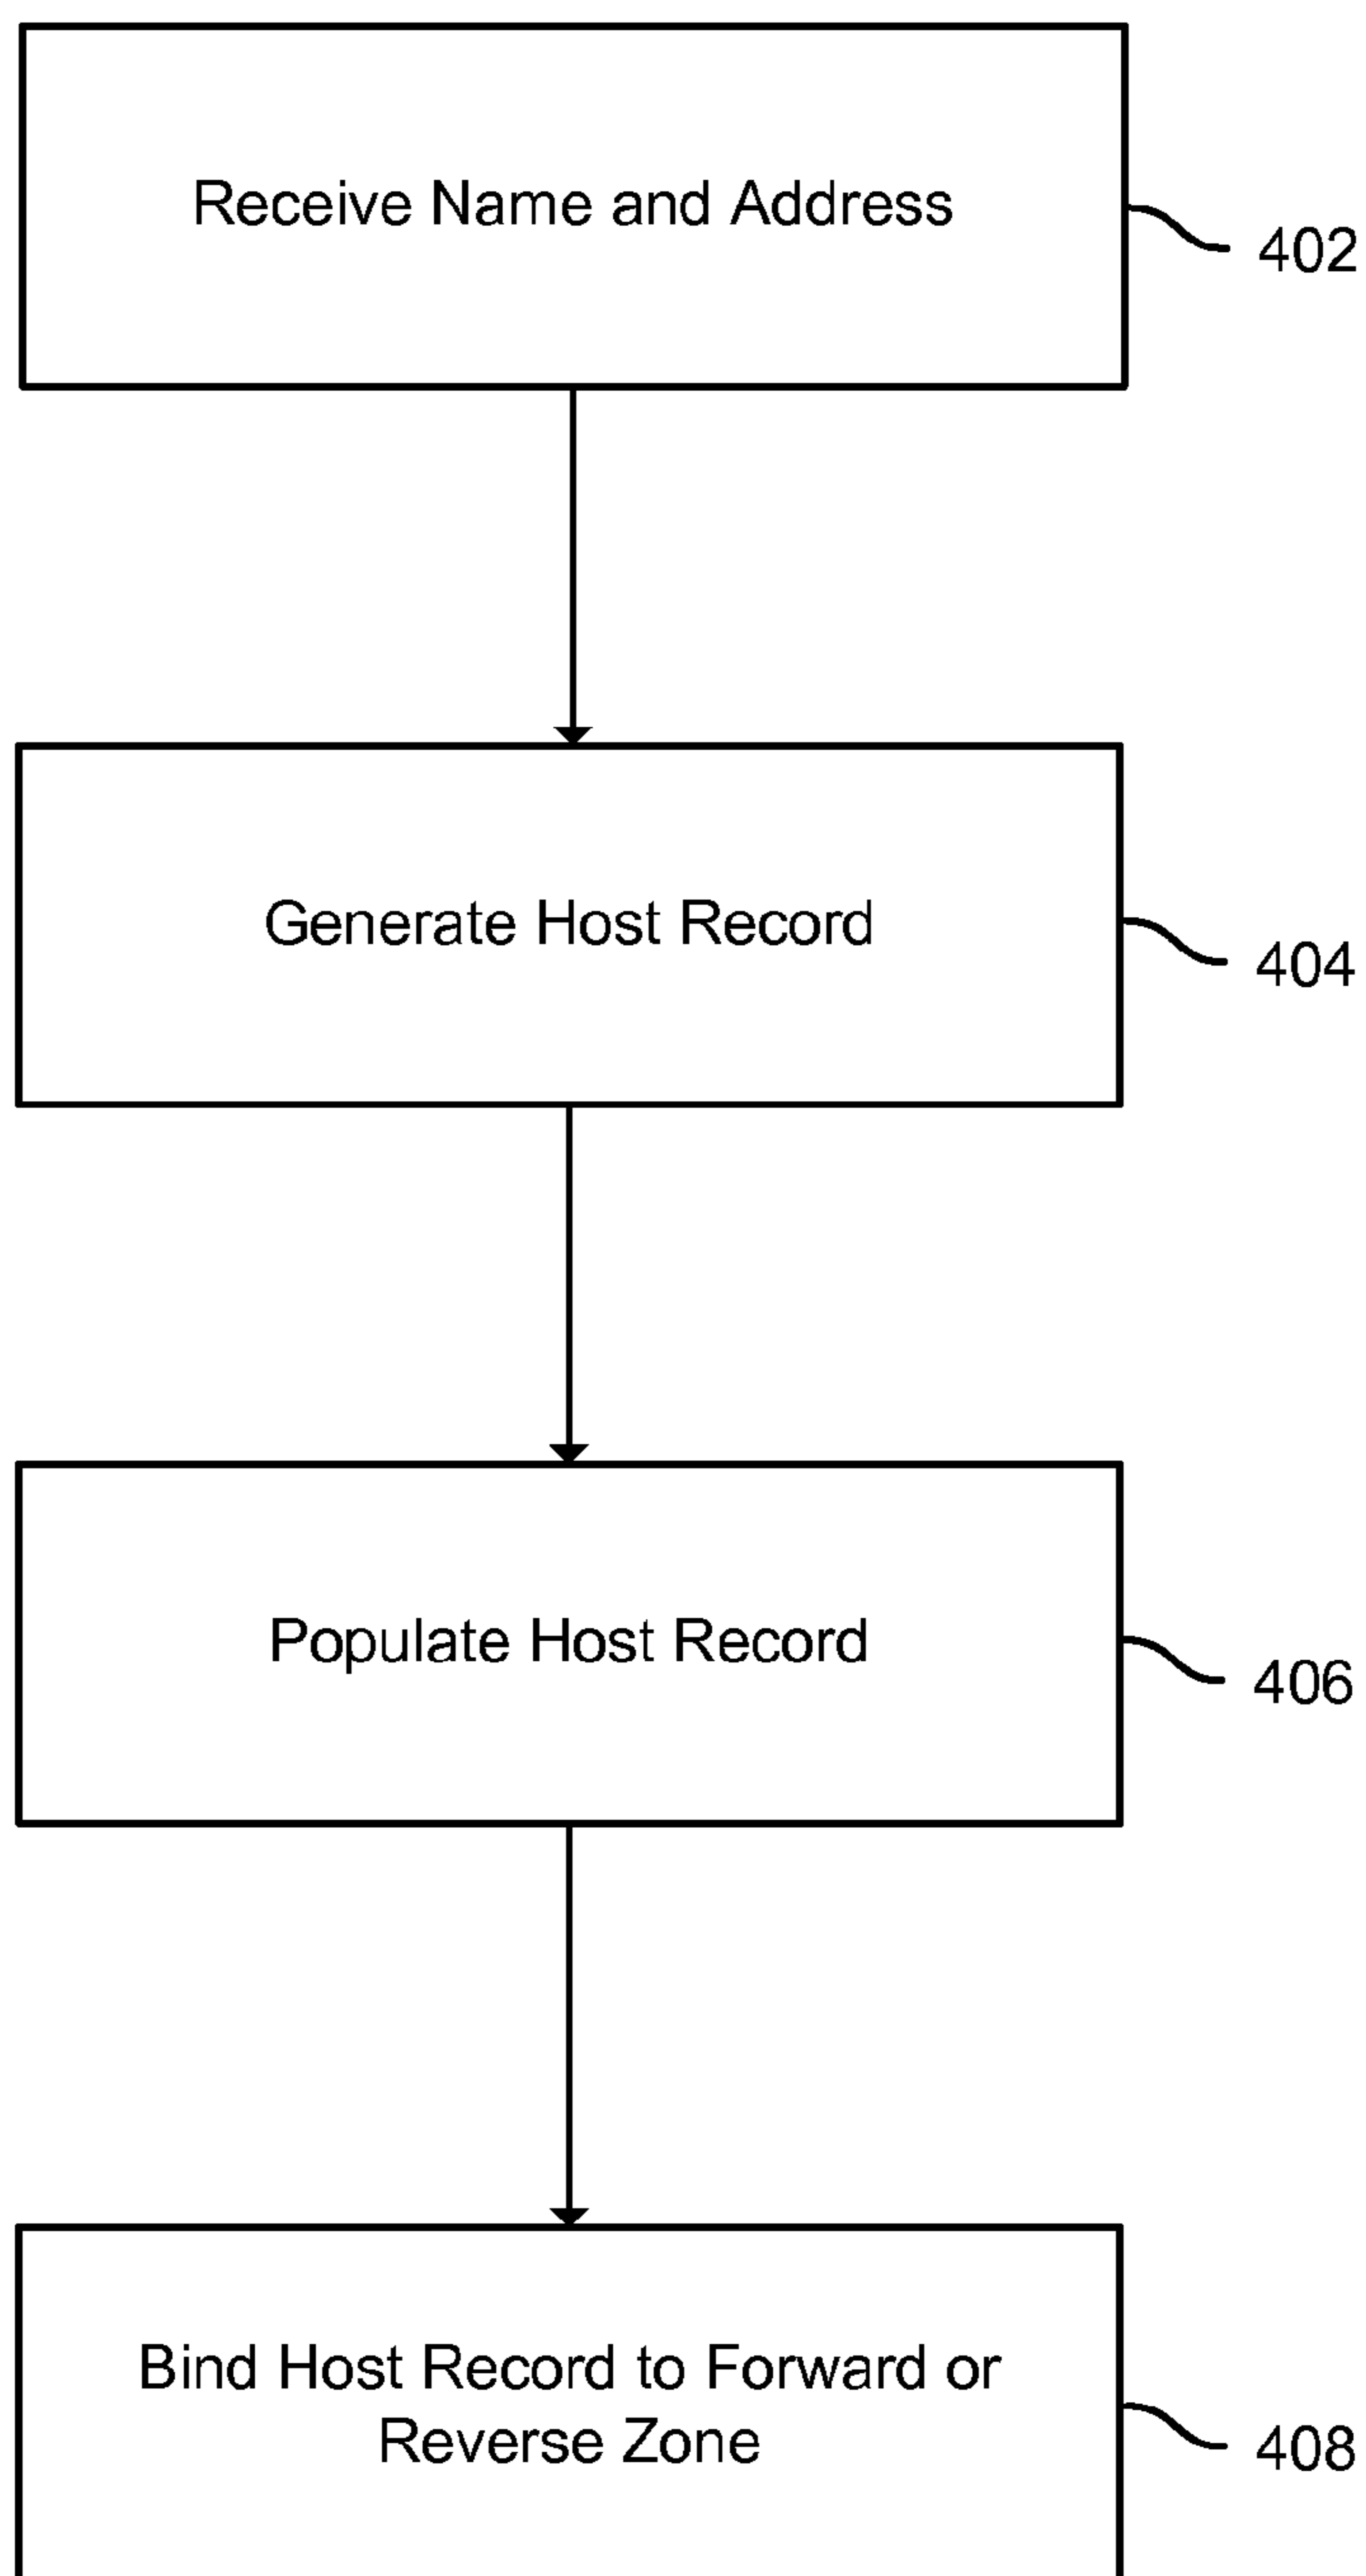 Receive Name and Address
402
Generate Host Record
404
Populate Host Record
406
Bind Host Record to Forward or
Reverse Zone
408